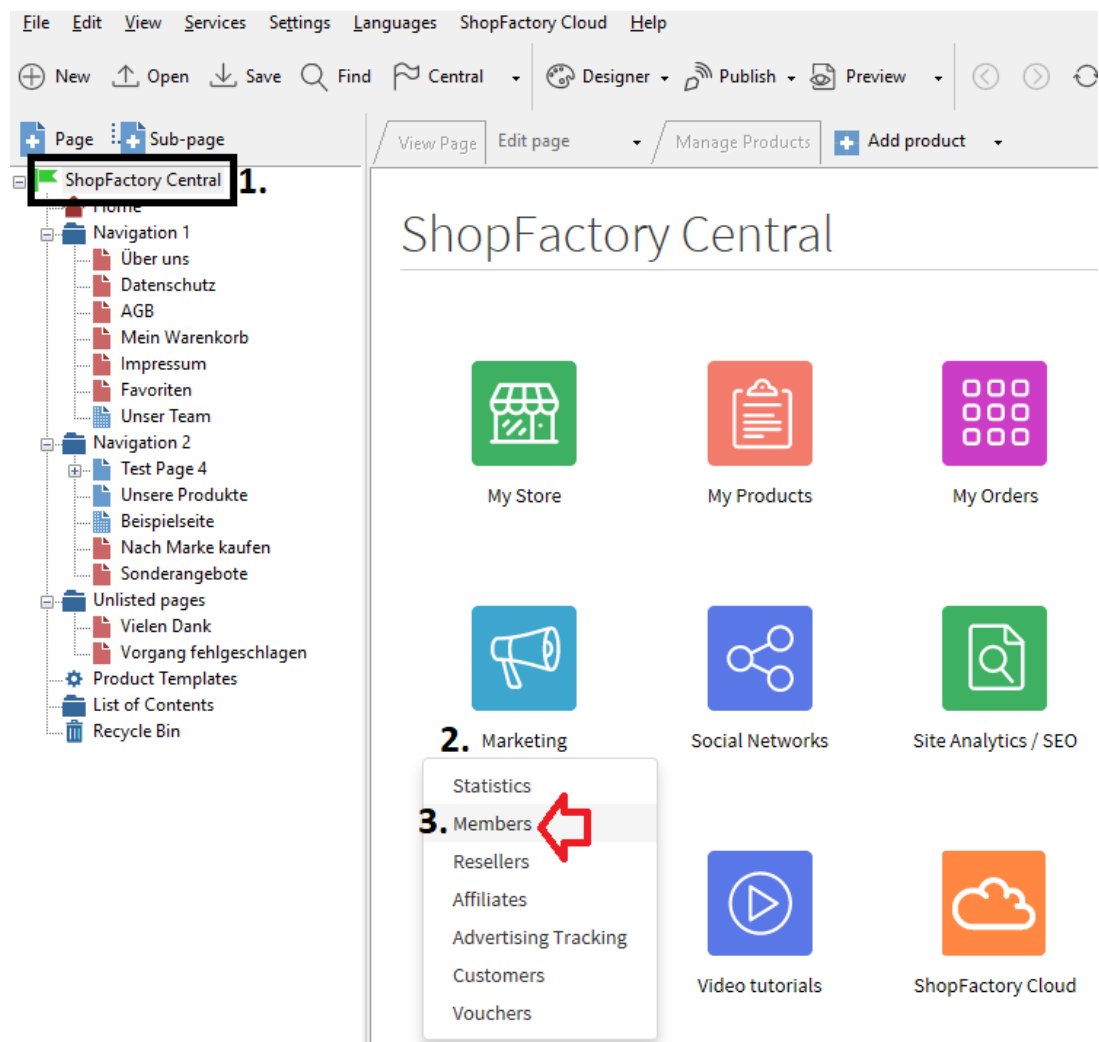 File Edit View Services Settings Languages ShopFactory Cloud Help
New Open Save Find Central Designer Publish Preview
Page Sub-page
View Page Edit page Manage Products Add product
ShopFactory Central 1.
Home
Navigation 1
Über uns
Datenschutz
AGB
Mein Warenkorb
Impressum
Favoriten
Unser Team
Navigation 2
Test Page 4
Unsere Produkte
Beispielseite
Nach Marke kaufen
Sonderangebote
Unlisted pages
Vielen Dank
Vorgang fehlgeschlagen
Product Templates
List of Contents
Recycle Bin
ShopFactory Central
My Store My Products My Orders
2. Marketing Social Networks Site Analytics / SEO
Statistics
3. Members
Resellers
Affiliates
Advertising Tracking
Customers
Vouchers
Video tutorials ShopFactory Cloud